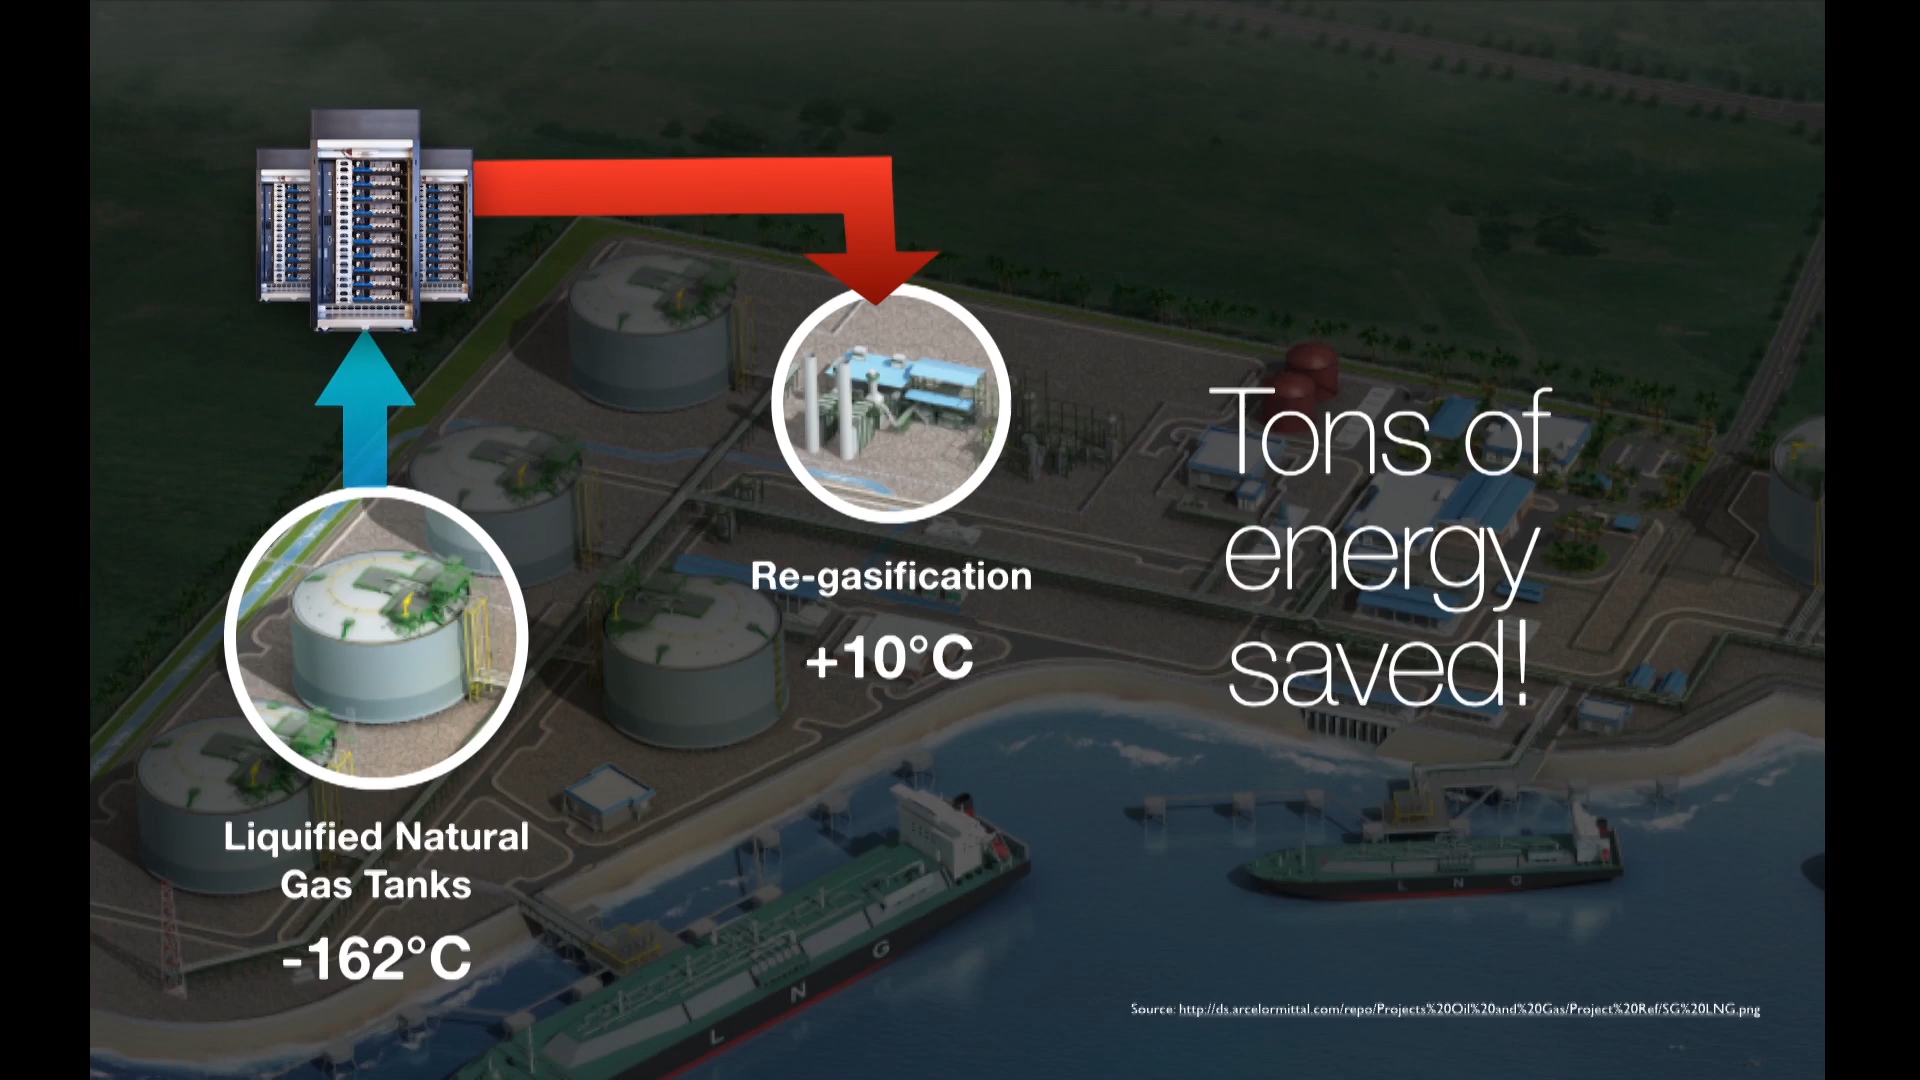 Tons of
energy
saved!
Re-gasification
+10°C
Liquified Natural
Gas Tanks
-162°C
L N G
L N G
Source: http://ds.arcelormittal.com/repo/Projects%20Oil%20and%20Gas/Project%20Ref/SG%20LNG.png